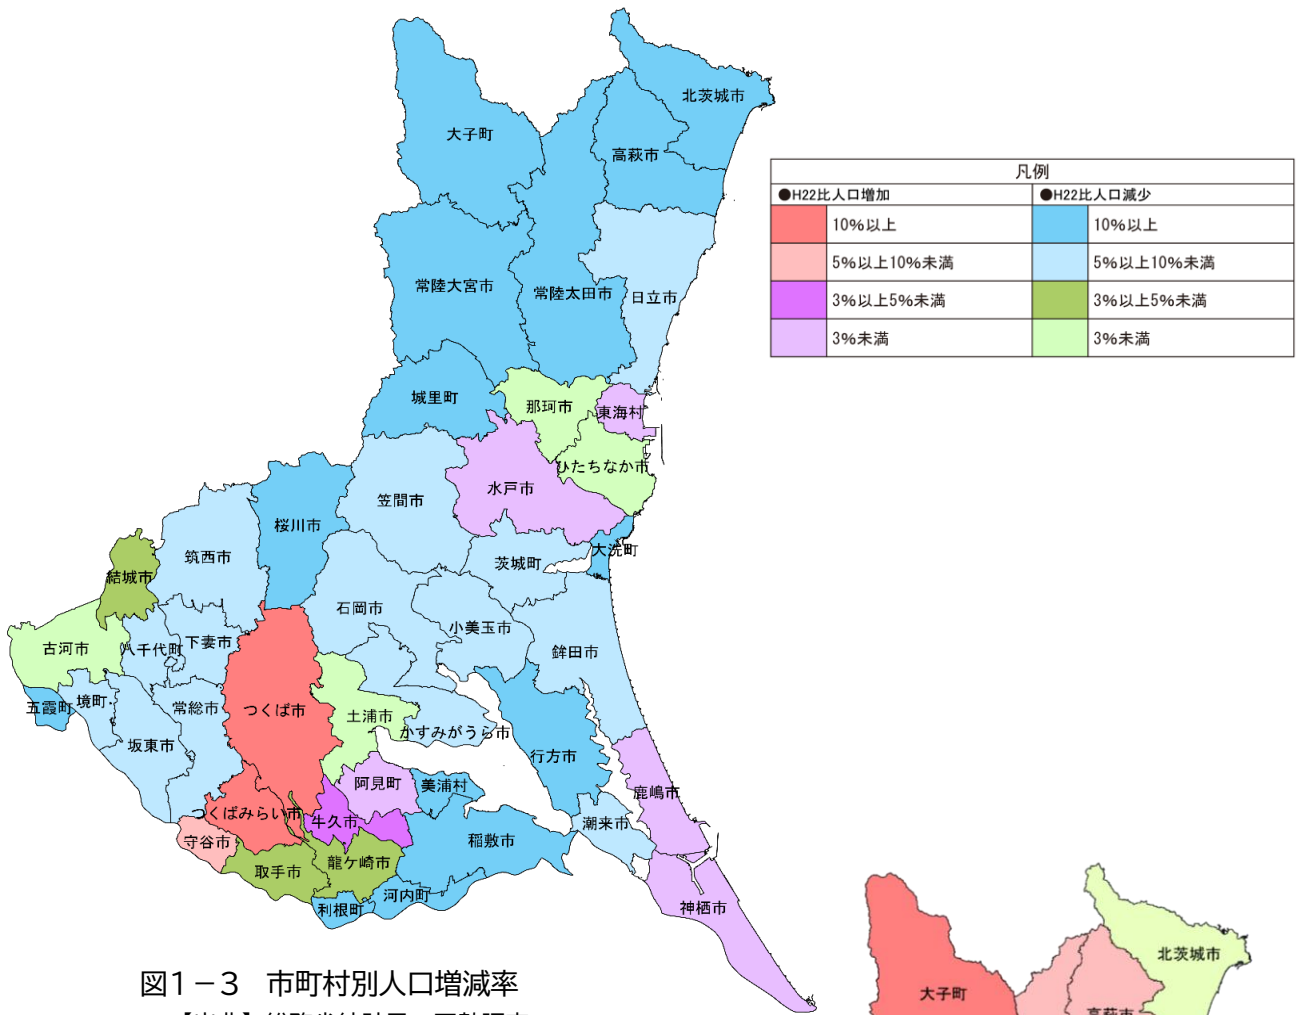 北茨城市
大子町
高萩市
凡例
●H22比人口増加 ●H22比人口減少
10%以上 10%以上
5%以上10%未満 5%以上10%未満
3%以上5%未満 3%以上5%未満
3%未満 3%未満
常陸大宮市
常陸太田市
日立市
城里町
那珂市
東海村
ひたちなか市
水戸市
笠間市
桜川市
大洗町
筑西市
茨城町
結城市
石岡市
小美玉市
古河市
八千代町
下妻市
鉾田市
五霞町
境町
常総市
つくば市
土浦市
かすみがうら市
坂東市
行方市
阿見町
美浦村
鹿嶋市
つくばみらい市
牛久市
潮来市
守谷市
稲敷市
取手市
龍ケ崎市
河内町
利根町
神栖市
図1-3 市町村別人口増減率
北茨城市
大子町